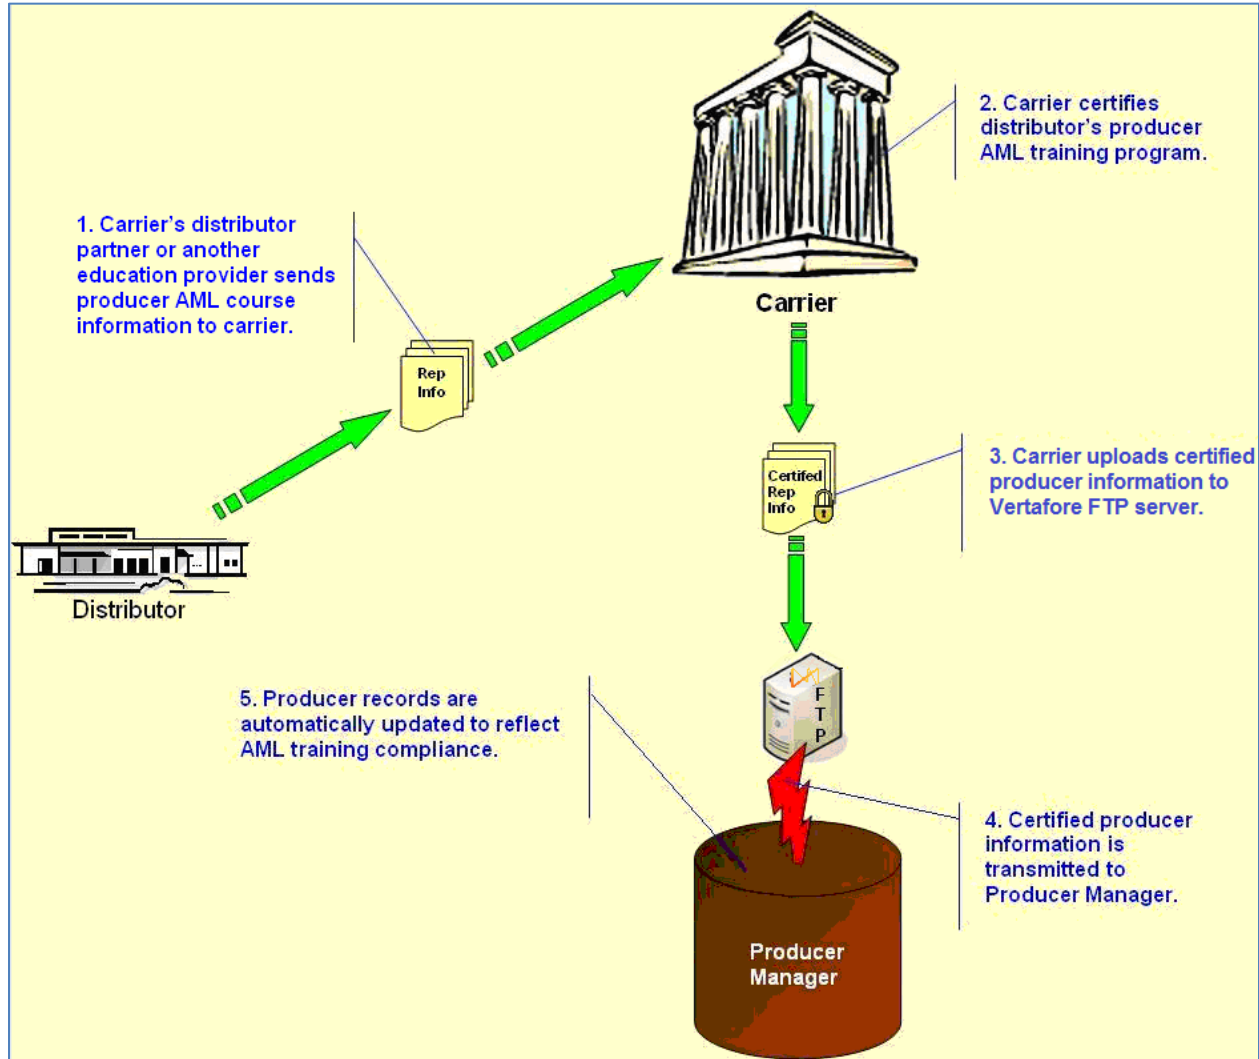 2. Carrier certifies
distributor's producer
AML training program.
1. Carrier's distributor
partner or another
education provider sends
producer AML course
information to carrier.
Carrier
Rep
Info
Certifed
Rep
Info
3. Carrier uploads certified
producer information to
Vertafore FTP server.
Distributor
F
T
P
5. Producer records are
automatically updated to reflect
AML training compliance.
4. Certified producer
information is
transmitted to
Producer Manager.
Producer
Manager